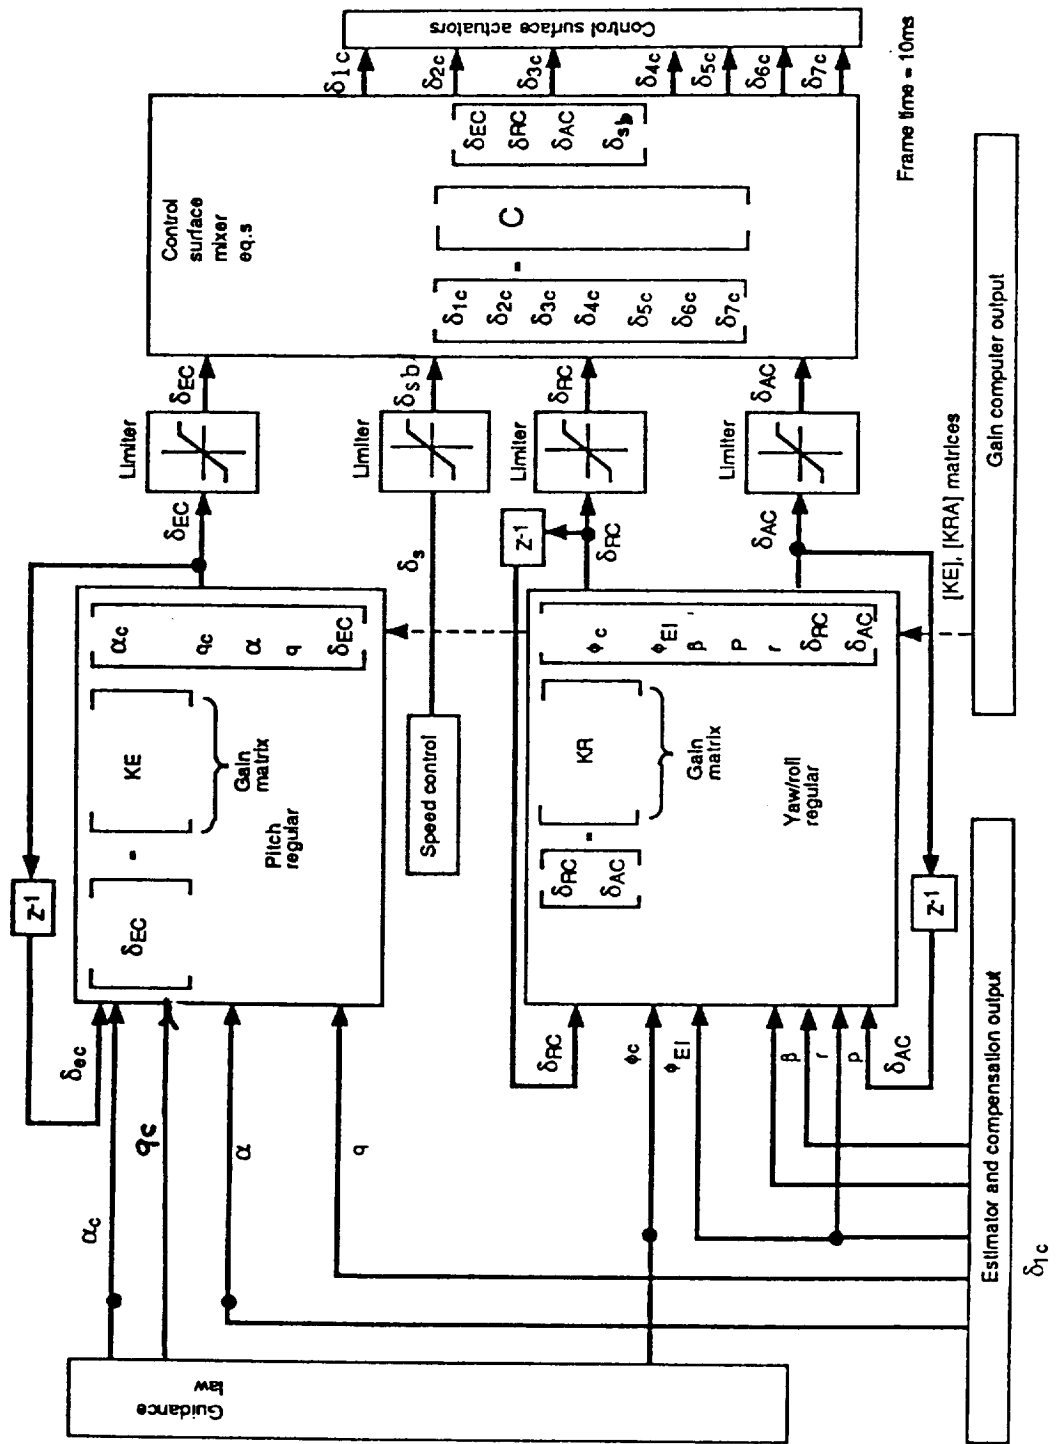 Guidance
law
αc
qc
α
q
ϕc
ϕEI
β
r
p
δec
δRC
δAC
Z-1
Z-1
Z-1
δEC
=
KE
αc
qc
α
q
δEC
Gain
matrix
Pitch
regular
Speed control
δs
δRC
δAC
=
KR
ϕc
ϕEI
β
P
r
δRC
δAC
Gain
matrix
Yaw/roll
regular
δEC
δRC
δAC
Limiter
Limiter
Limiter
Limiter
δEC
δsb
δRC
δAC
Control
surface
mixer
eq.s
δ1c
δ2c
δ3c
δ4c
δ5c
δ6c
δ7c
=
C
δEC
δRC
δAC
δsb
δ1c
δ2c
δ3c
δ4c
δ5c
δ6c
δ7c
Control surface actuators
Frame time = 10ms
[KE], [KRA] matrices
Gain computer output
Estimator and compensation output
δ1c